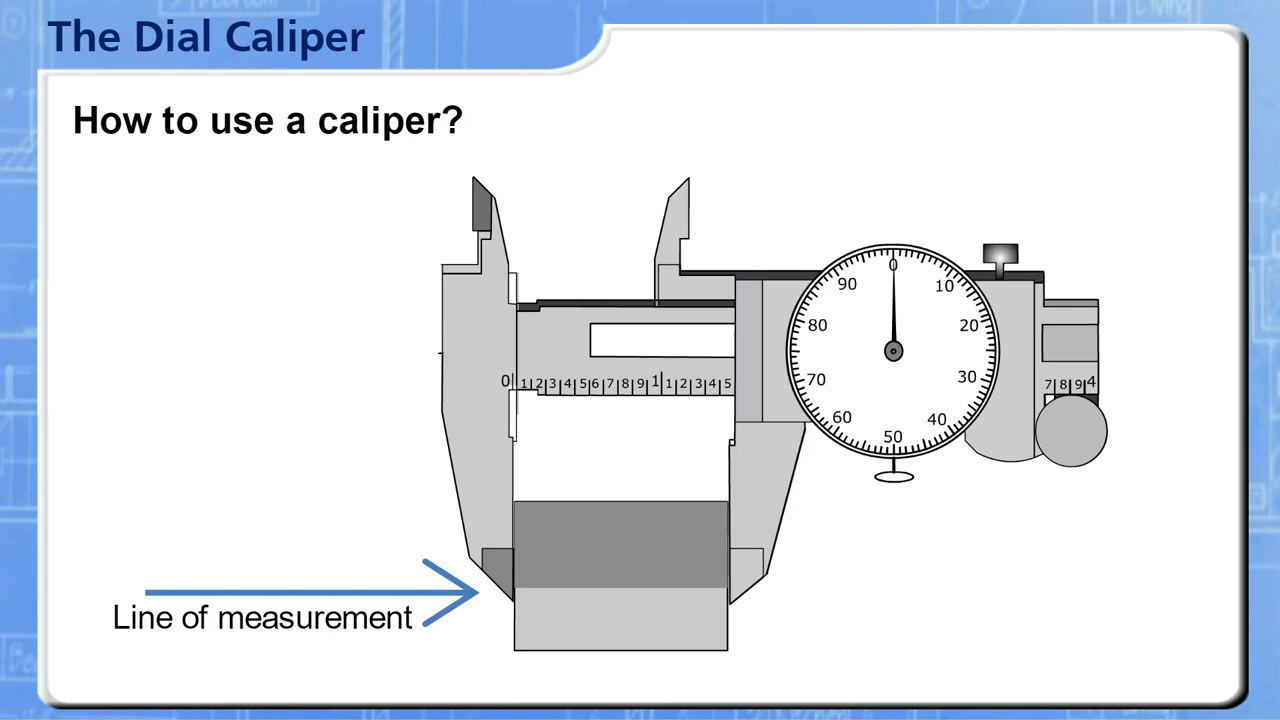 The Dial Caliper
How to use a caliper?
0
90 10
80 20
70 30
60 40
50
0 1 2 3 4 5 6 7 8 9 1 1 2 3 4 5
7 8 9 4
Line of measurement